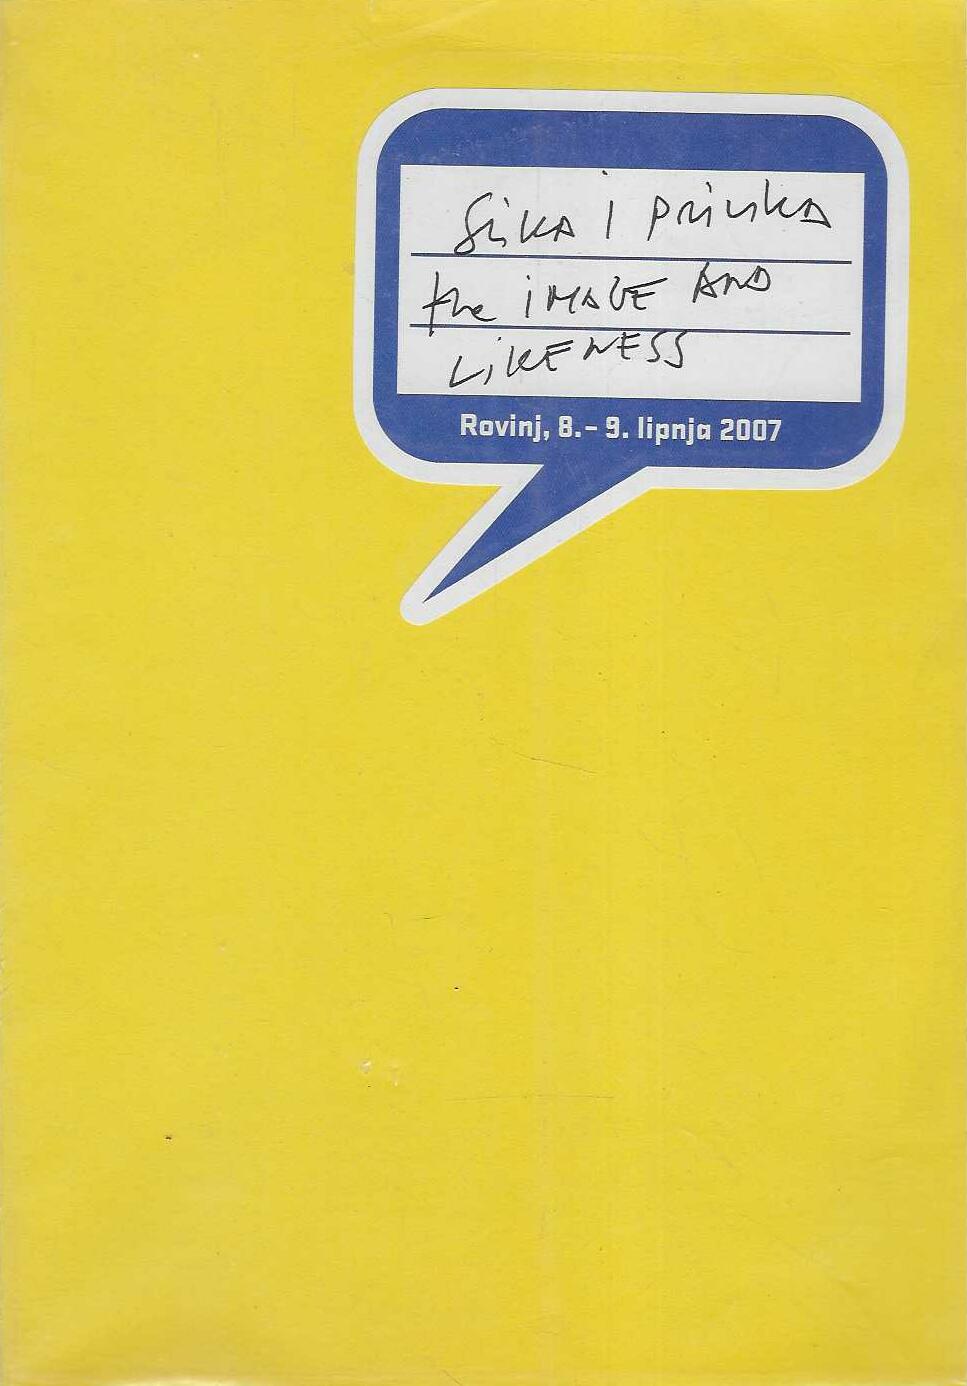 Slika i prilika
the iMAGE AND
LiKENESS
Rovinj, 8.- 9. lipnja 2007